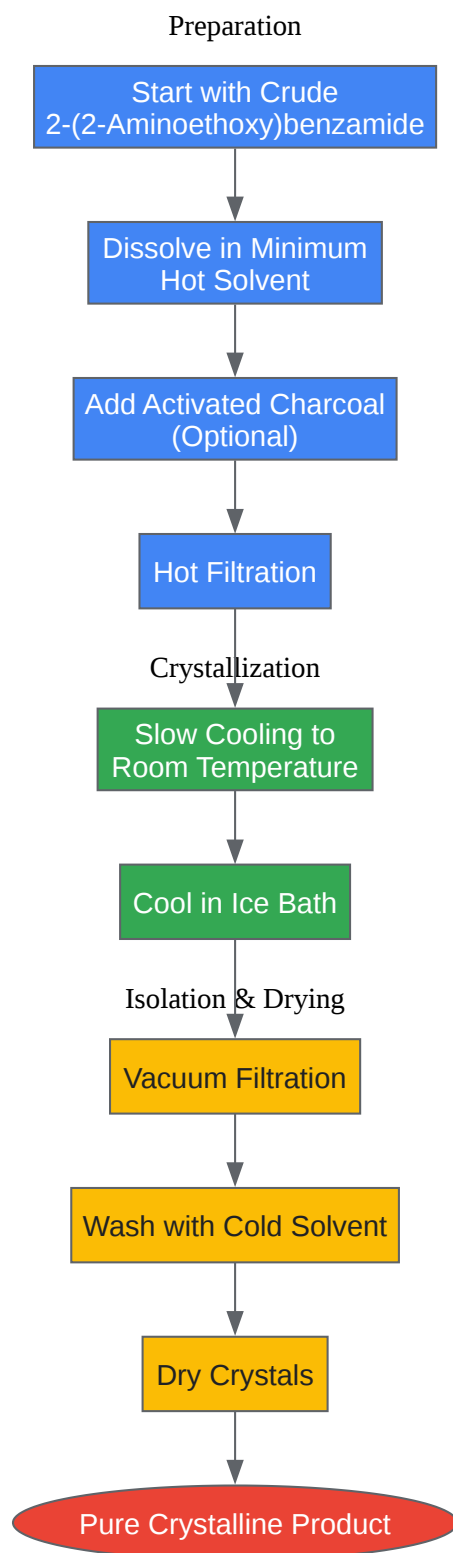 Preparation
Start with Crude
2-(2-Aminoethoxy)benzamide
Dissolve in Minimum
Hot Solvent
Add Activated Charcoal
(Optional)
Hot Filtration
Crystallization
Slow Cooling to
Room Temperature
Cool in Ice Bath
Isolation & Drying
Vacuum Filtration
Wash with Cold Solvent
Dry Crystals
Pure Crystalline Product